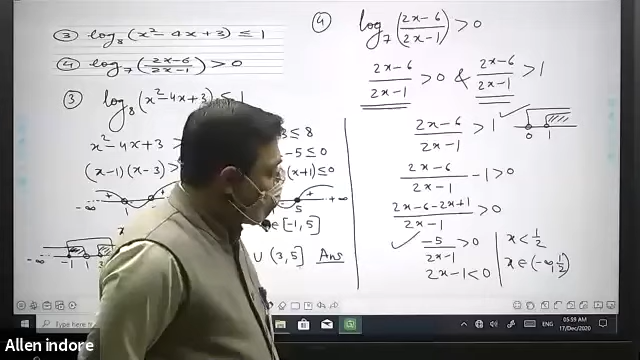 ③ log₈(x²-4x+3) ≤ 1
④ log₇((2x-6)/(2x-1)) > 0
③ log₈(x²-4x+3) ≤ 1
x²-4x+3 >
3 ≤ 8
-5 ≤ 0
(x-1)(x-3) >
(x+1) ≤ 0
+ +
-∞ 1 5 +∞
∈ [-1, 5]
-∞ -1 1 3
∪ (3, 5] Ans
④ log₇((2x-6)/(2x-1)) > 0
(2x-6)/(2x-1) > 0 & (2x-6)/(2x-1) > 1
(2x-6)/(2x-1) > 1 ✓
0 1
(2x-6)/(2x-1) - 1 > 0
(2x-6-2x+1)/(2x-1) > 0
✓ -5/(2x-1) > 0
2x-1 < 0
x < 1/2
x ∈ (-∞, 1/2)
Type here to
ENG
05:59 AM
17/Dec/2020
Allen indore